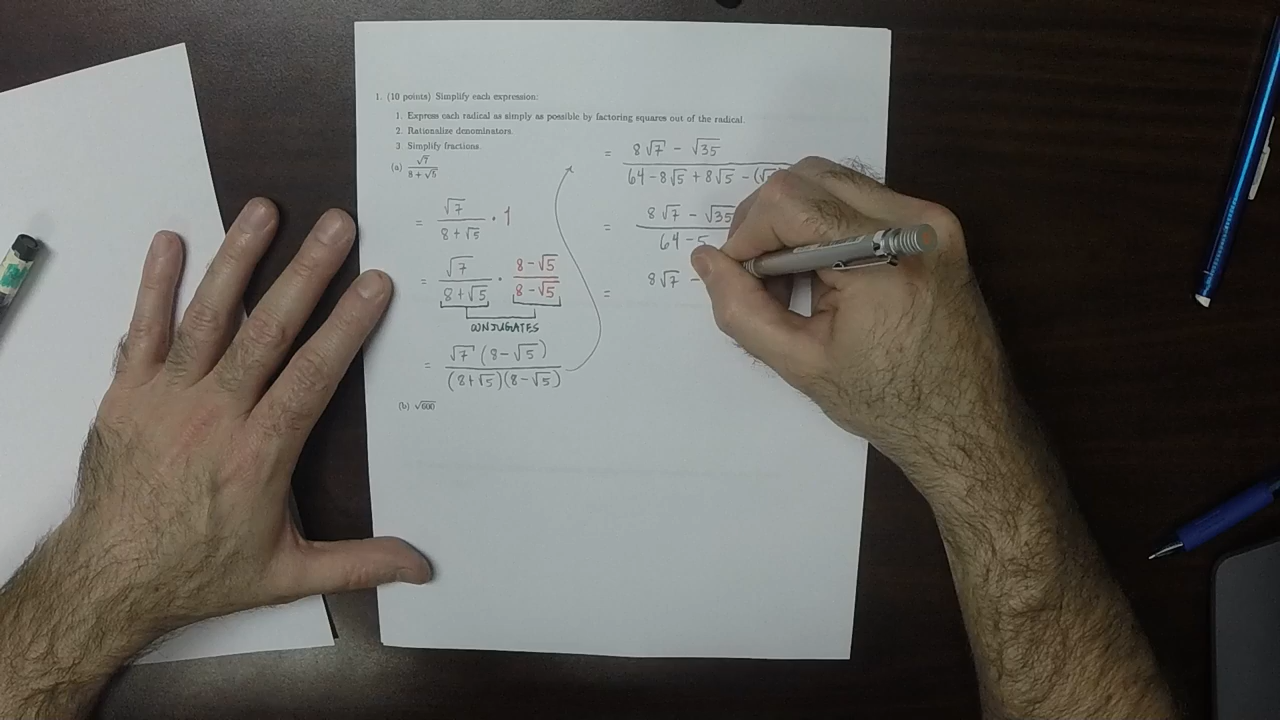 1. (10 points) Simplify each expression:
1. Express each radical as simply as possible by factoring squares out of the radical.
2. Rationalize denominators.
3 Simplify fractions.
(a) √7 / (8 + √5)
= √7 / (8 + √5) · 1
= √7 / (8 + √5) · (8 − √5) / (8 − √5)
CONJUGATES
= √7 (8 − √5) / (8 + √5)(8 − √5)
(b) √600
= (8√7 − √35) / (64 − 8√5 + 8√5 − (√
= (8√7 − √35) / (64 − 5
= 8√7 −